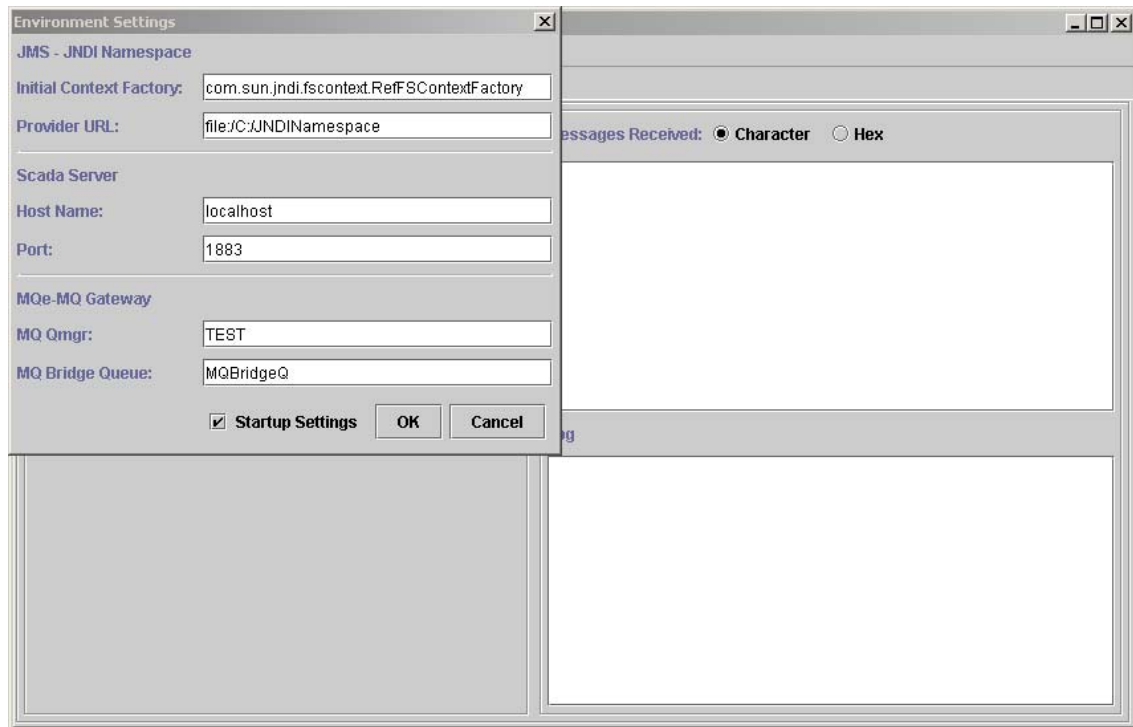 Environment Settings
JMS - JNDI Namespace
Initial Context Factory: com.sun.jndi.fscontext.RefFSContextFactory
Provider URL: file:/C:/JNDINamespace
Scada Server
Host Name: localhost
Port: 1883
MQe-MQ Gateway
MQ Qmgr: TEST
MQ Bridge Queue: MQBridgeQ
Startup Settings OK Cancel
essages Received: Character Hex
og